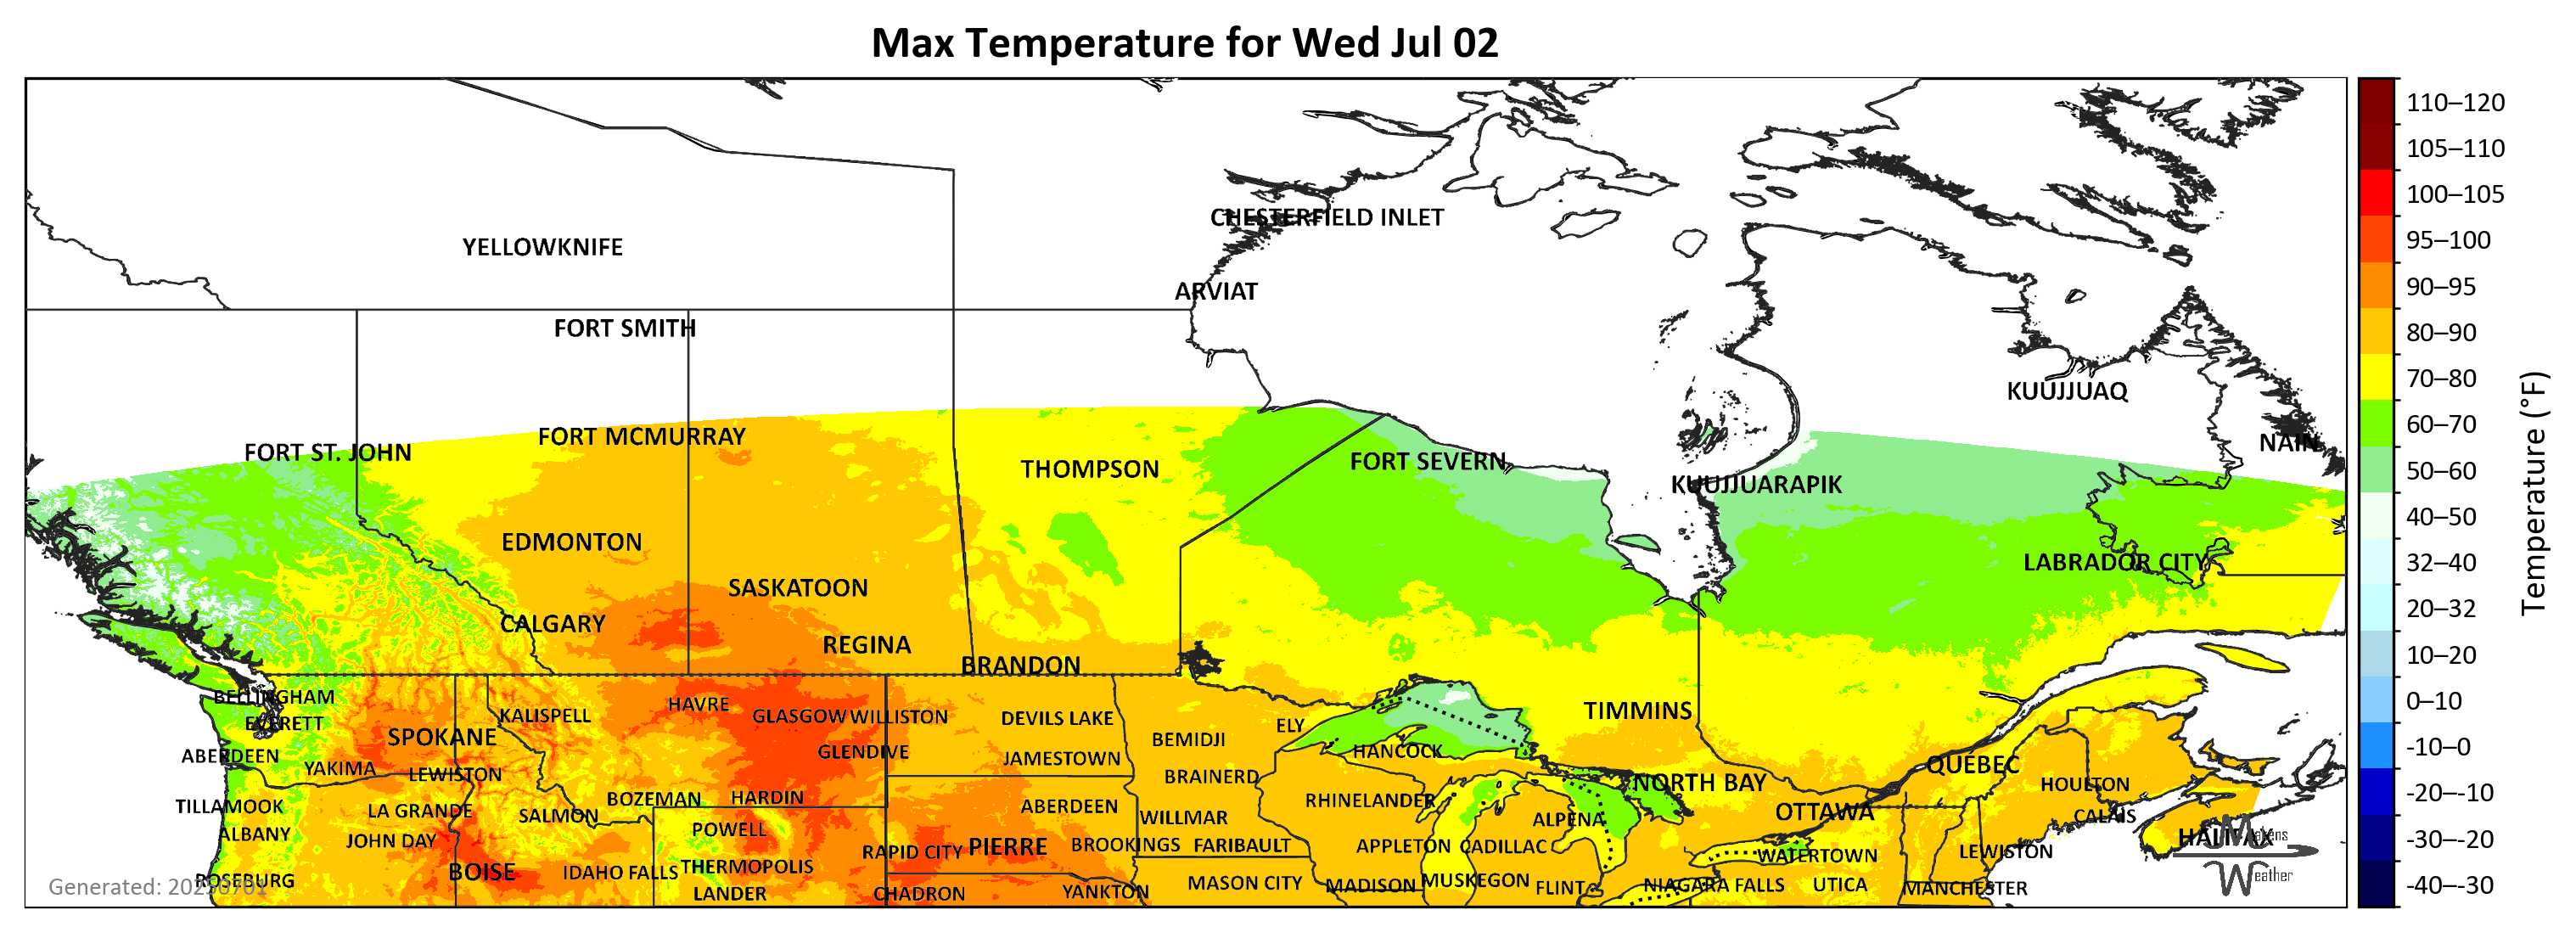 Max Temperature for Wed Jul 02
CHESTERFIELD INLET
YELLOWKNIFE
ARVIAT
FORT SMITH
KUUJJUAQ
FORT ST. JOHN
FORT MCMURRAY
NAIN
THOMPSON
FORT SEVERN
KUUJJUARAPIK
EDMONTON
LABRADOR CITY
SASKATOON
CALGARY
REGINA
BRANDON
BELLINGHAM
HAVRE
KALISPELL
GLASGOW WILLISTON
DEVILS LAKE
TIMMINS
EVERETT
ELY
SPOKANE
BEMIDJI
GLENDIVE
HANCOCK
ABERDEEN
JAMESTOWN
QUÉBEC
YAKIMA
LEWISTON
BRAINERD
NORTH BAY
HOULTON
BOZEMAN
HARDIN
RHINELANDER
TILLAMOOK
LA GRANDE
SALMON
ABERDEEN
WILLMAR
ALPENA
OTTAWA
CALAIS
ALBANY
JOHN DAY
POWELL
HALIFAX
RAPID CITY
PIERRE
BROOKINGS
FARIBAULT
APPLETON
CADILLAC
WATERTOWN
LEWISTON
BOISE
IDAHO FALLS
THERMOPOLIS
ROSEBURG
LANDER
CHADRON
YANKTON
MASON CITY
MADISON
MUSKEGON
FLINT
NIAGARA FALLS
UTICA
MANCHESTER
Generated: 20250701
Makens
Weather
110–120
105–110
100–105
95–100
90–95
80–90
70–80
60–70
50–60
40–50
32–40
20–32
10–20
0–10
-10–0
-20–-10
-30–-20
-40–-30
Temperature (°F)